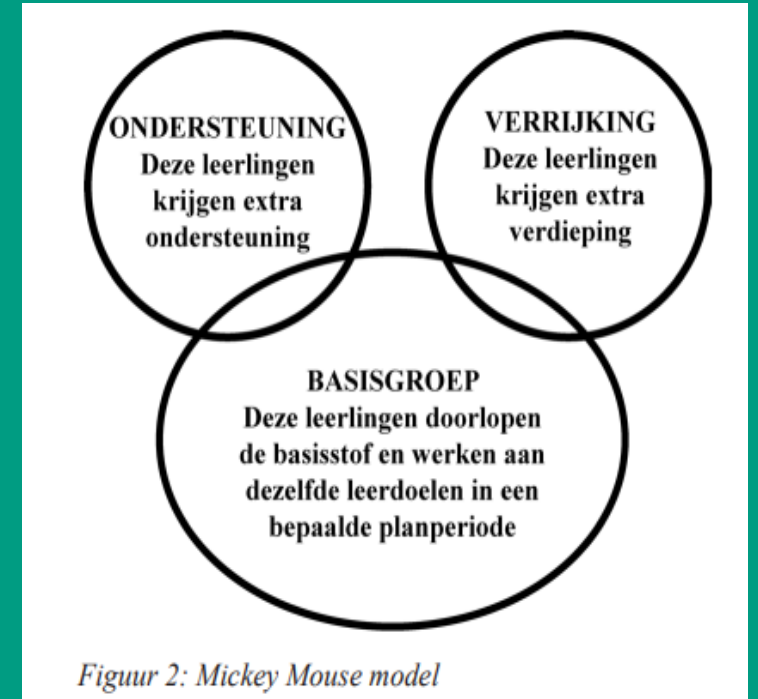 ONDERSTEUNING
Deze leerlingen
krijgen extra
ondersteuning
VERRIJKING
Deze leerlingen
krijgen extra
verdieping
BASISGROEP
Deze leerlingen doorlopen
de basisstof en werken aan
dezelfde leerdoelen in een
bepaalde planperiode
Figuur 2: Mickey Mouse model